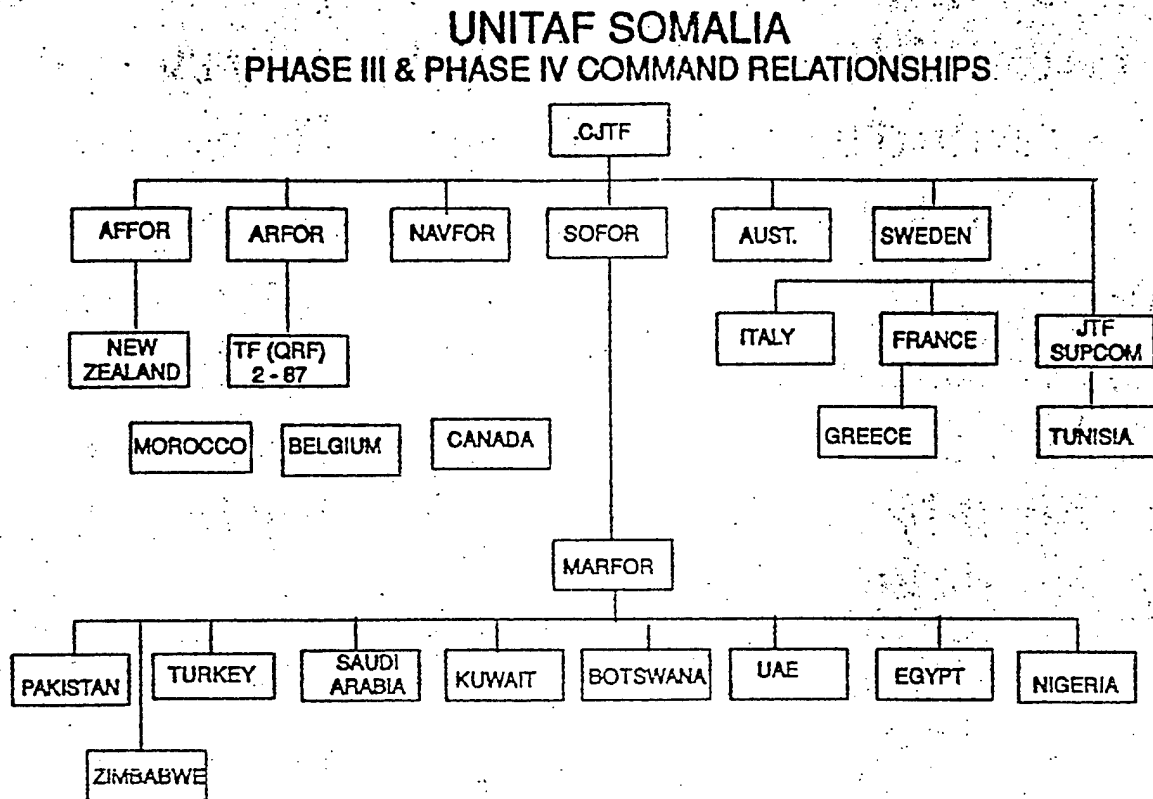 UNITAF SOMALIA
PHASE III & PHASE IV COMMAND RELATIONSHIPS
.CJTF
AFFOR
ARFOR
NAVFOR
SOFOR
AUST.
SWEDEN
NEW
ZEALAND
TF (QRF)
2 - 87
ITALY
FRANCE
JTF
SUPCOM
MOROCCO
BELGIUM
CANADA
GREECE
TUNISIA
MARFOR
PAKISTAN
TURKEY
SAUDI
ARABIA
KUWAIT
BOTSWANA
UAE
EGYPT
NIGERIA
ZIMBABWE